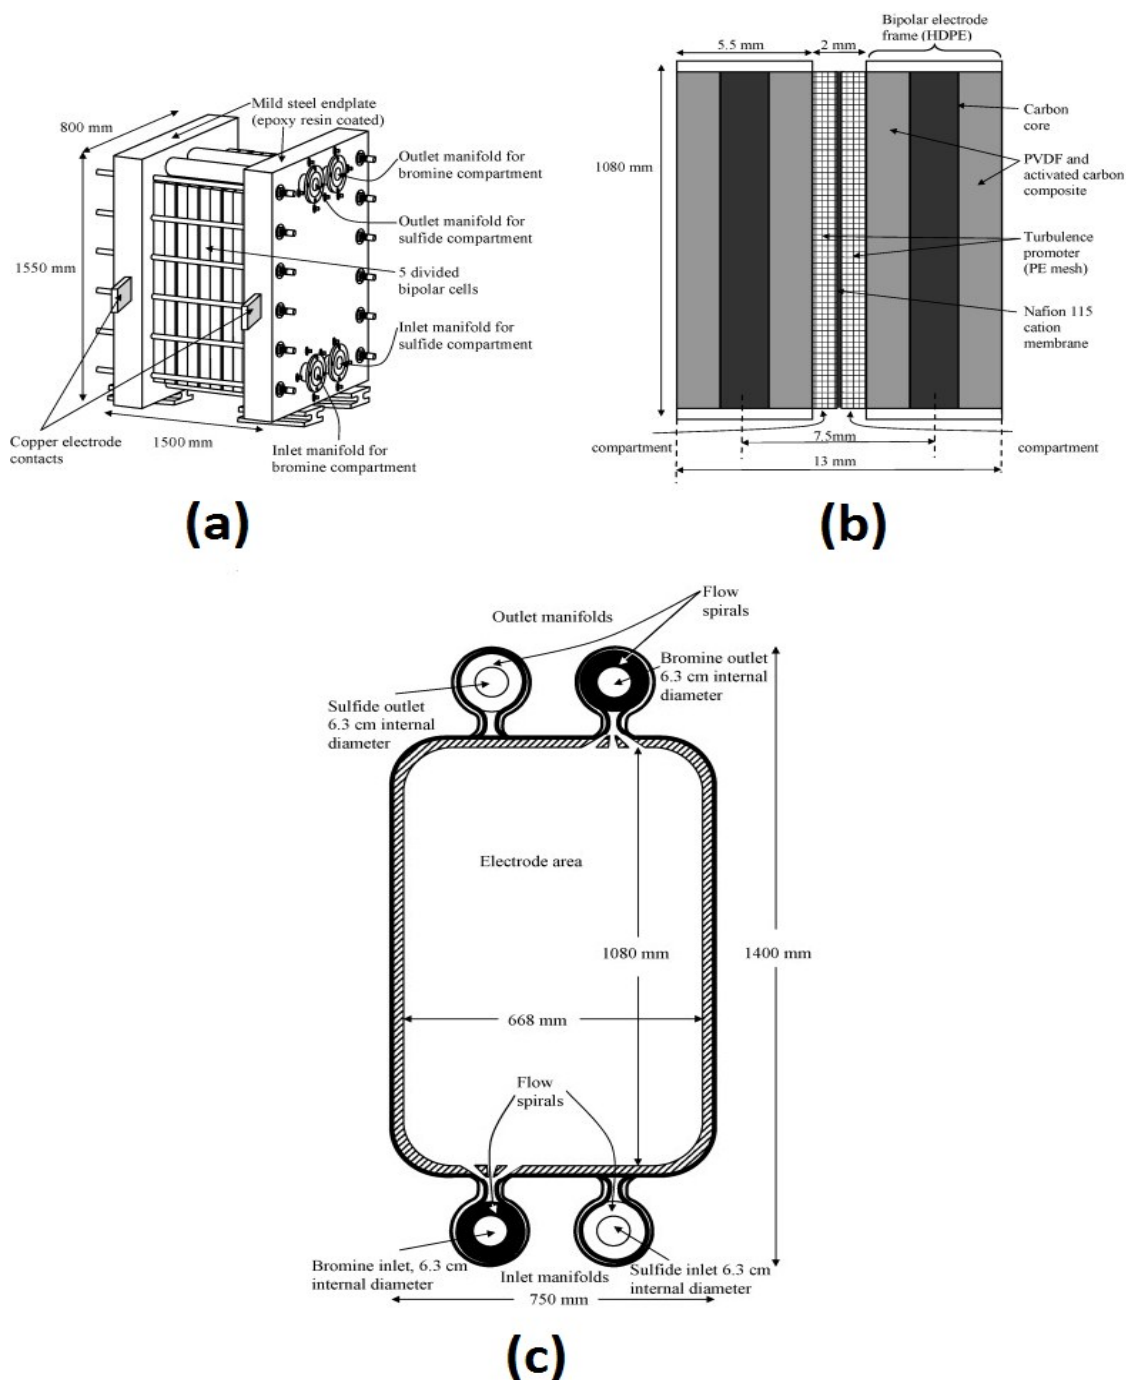 800 mm
Mild steel endplate
(epoxy resin coated)
Outlet manifold for
bromine compartment
Outlet manifold for
sulfide compartment
1550 mm
5 divided
bipolar cells
Inlet manifold for
sulfide compartment
Copper electrode
contacts
1500 mm
Inlet manifold for
bromine compartment
(a)
Bipolar electrode
frame (HDPE)
5.5 mm
2 mm
Carbon
core
1080 mm
PVDF and
activated carbon
composite
Turbulence
promoter
(PE mesh)
Nafion 115
cation
membrane
compartment
7.5mm
compartment
13 mm
(b)
Flow
spirals
Outlet manifolds
Bromine outlet
6.3 cm internal
diameter
Sulfide outlet
6.3 cm internal
diameter
Electrode area
1080 mm
1400 mm
668 mm
Flow
spirals
Bromine inlet, 6.3 cm
internal diameter
Inlet manifolds
Sulfide inlet 6.3 cm
internal diameter
750 mm
(c)